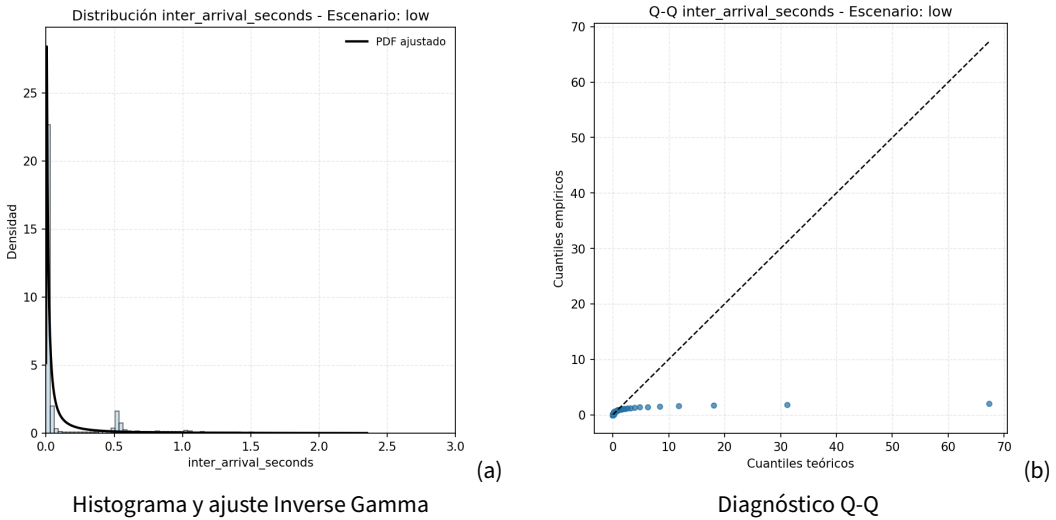 Distribución inter_arrival_seconds - Escenario: low
PDF ajustado
Densidad
25
20
15
10
5
0
0.0 0.5 1.0 1.5 2.0 2.5 3.0
inter_arrival_seconds
(a)
Histograma y ajuste Inverse Gamma
Q-Q inter_arrival_seconds - Escenario: low
Cuantiles empíricos
70
60
50
40
30
20
10
0
0 10 20 30 40 50 60 70
Cuantiles teóricos
(b)
Diagnóstico Q-Q